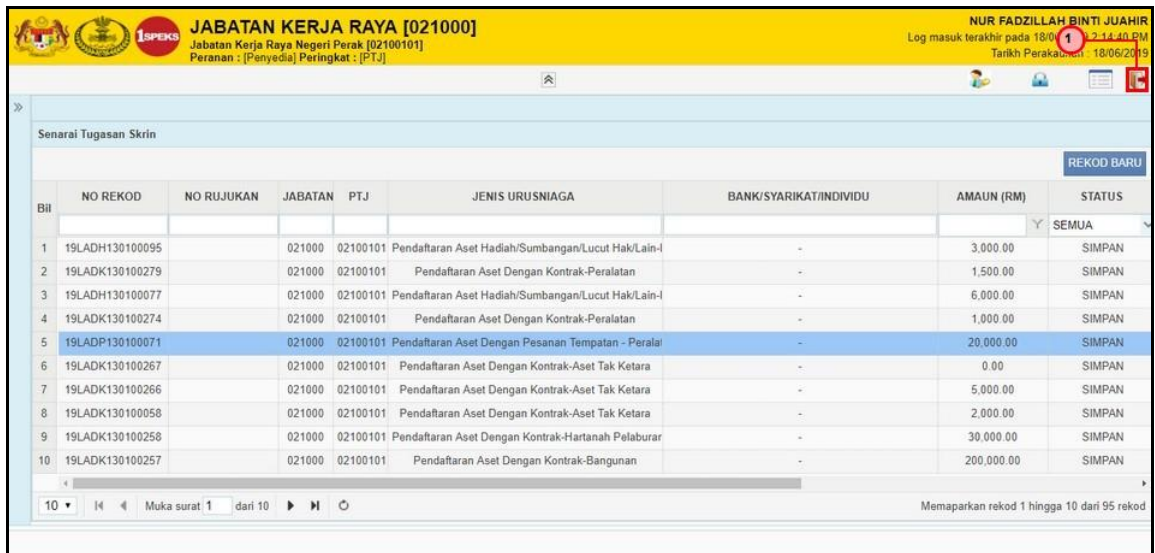 1SPEKS
JABATAN KERJA RAYA [021000]
Jabatan Kerja Raya Negeri Perak [02100101]
Peranan : [Penyedia] Peringkat : [PTJ]
NUR FADZILLAH BINTI JUAHIR
Log masuk terakhir pada 18/0 2:14:40 PM
Tarikh : 18/06/2019
1
Senarai Tugasan Skrin
REKOD BARU
Bil NO REKOD NO RUJUKAN JABATAN PTJ JENIS URUSNIAGA BANK/SYARIKAT/INDIVIDU AMAUN (RM) STATUS
SEMUA
1 19LADH130100095 021000 02100101 Pendaftaran Aset Hadiah/Sumbangan/Lucut Hak/Lain-l - 3,000.00 SIMPAN
2 19LADK130100279 021000 02100101 Pendaftaran Aset Dengan Kontrak-Peralatan - 1,500.00 SIMPAN
3 19LADH130100077 021000 02100101 Pendaftaran Aset Hadiah/Sumbangan/Lucut Hak/Lain-l - 6,000.00 SIMPAN
4 19LADK130100274 021000 02100101 Pendaftaran Aset Dengan Kontrak-Peralatan - 1,000.00 SIMPAN
5 19LADP130100071 021000 02100101 Pendaftaran Aset Dengan Pesanan Tempatan - Peralat - 20,000.00 SIMPAN
6 19LADK130100267 021000 02100101 Pendaftaran Aset Dengan Kontrak-Aset Tak Ketara - 0.00 SIMPAN
7 19LADK130100266 021000 02100101 Pendaftaran Aset Dengan Kontrak-Aset Tak Ketara - 5,000.00 SIMPAN
8 19LADK130100058 021000 02100101 Pendaftaran Aset Dengan Kontrak-Aset Tak Ketara - 2,000.00 SIMPAN
9 19LADK130100258 021000 02100101 Pendaftaran Aset Dengan Kontrak-Hartanah Pelaburan - 30,000.00 SIMPAN
10 19LADK130100257 021000 02100101 Pendaftaran Aset Dengan Kontrak-Bangunan - 200,000.00 SIMPAN
10 Muka surat 1 dari 10 Memaparkan rekod 1 hingga 10 dari 95 rekod